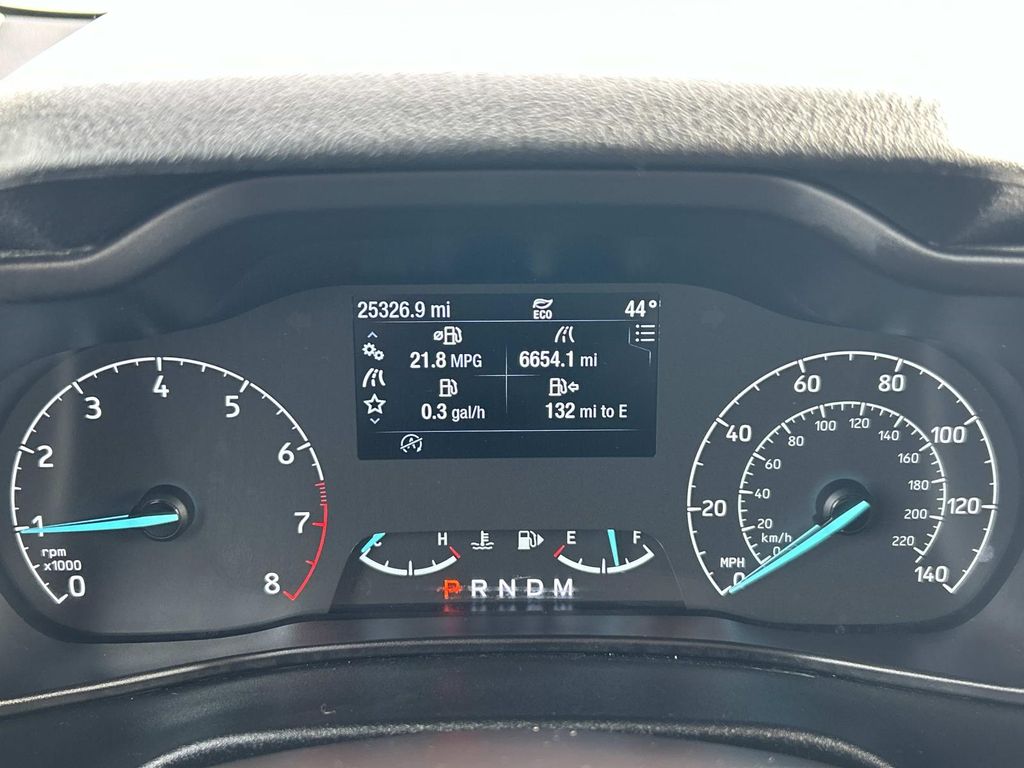 25326.9 mi ECO 44°
21.8 MPG 6654.1 mi
0.3 gal/h 132 mi to E
0 1 2 3 4 5 6 7 8
rpm
x1000
C H E F
P R N D M
0 20 40 60 80 100 120 140
MPH
0 20 40 60 80 100 120 140 160 180 200 220
km/h